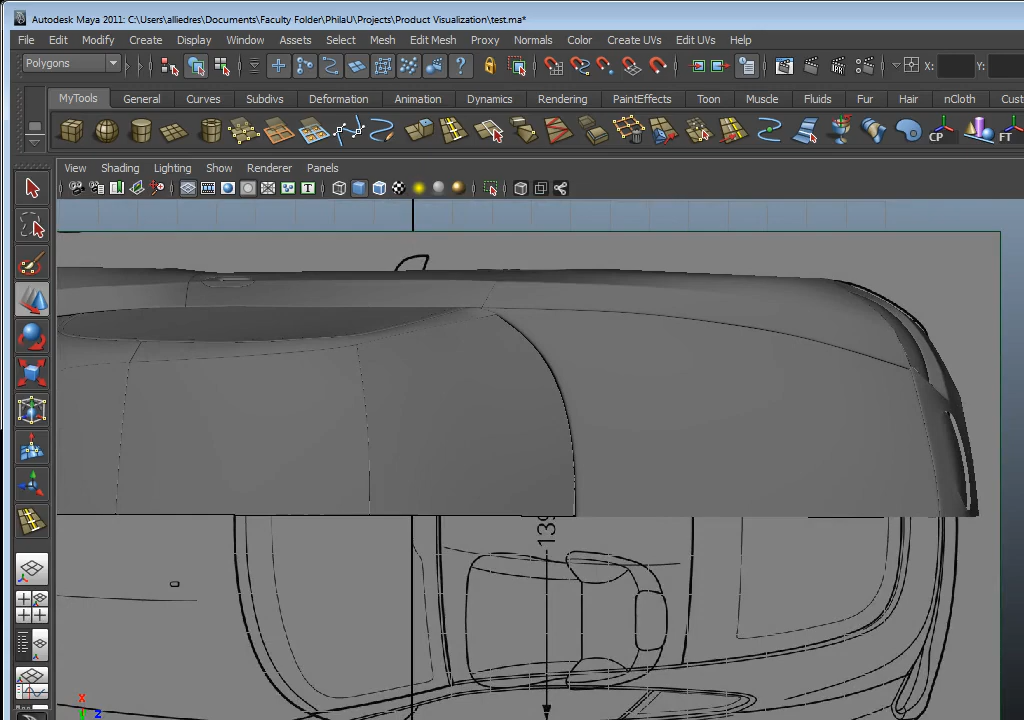 Autodesk Maya 2011: C:\Users\alliedres\Documents\Faculty Folder\PhilaU\Projects\Product Visualization\test.ma*
File Edit Modify Create Display Window Assets Select Mesh Edit Mesh Proxy Normals Color Create UVs Edit UVs Help
Polygons X: Y:
MyTools General Curves Subdivs Deformation Animation Dynamics Rendering PaintEffects Toon Muscle Fluids Fur Hair nCloth Cust
CP FT
View Shading Lighting Show Renderer Panels
T
139
x
z